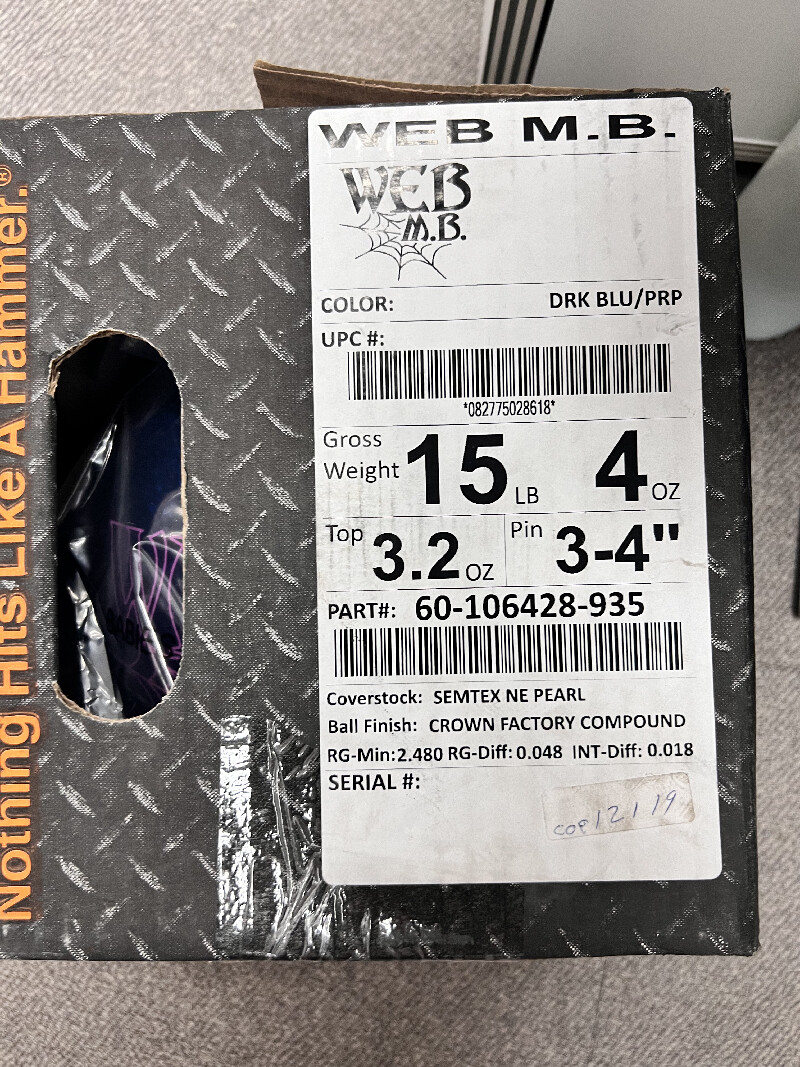 Nothing Hits Like A Hammer.®
WEB M.B.
WEB
M.B.
COLOR: DRK BLU/PRP
UPC #:
*082775028618*
Gross Weight 15 LB 4 OZ
Top 3.2 OZ Pin 3-4"
PART#: 60-106428-935
Coverstock: SEMTEX NE PEARL
Ball Finish: CROWN FACTORY COMPOUND
RG-Min:2.480 RG-Diff: 0.048 INT-Diff: 0.018
SERIAL #: